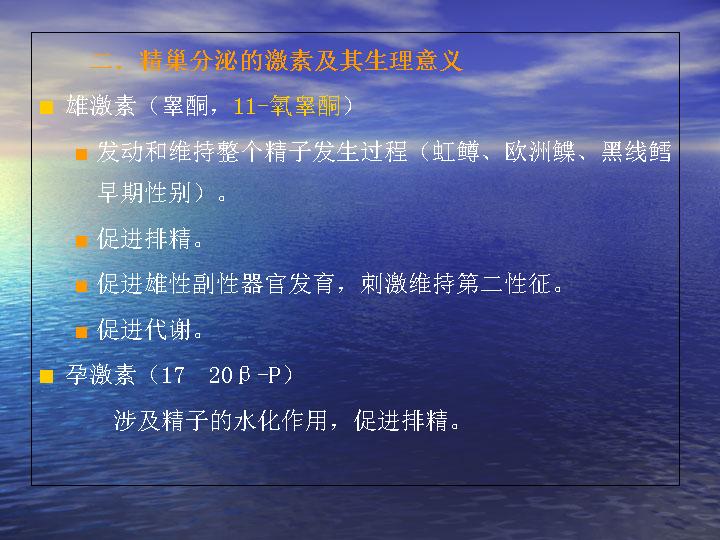 二．精巢分泌的激素及其生理意义
雄激素（睾酮，11-氧睾酮）
发动和维持整个精子发生过程（虹鳟、欧洲鲽、黑线鳕
早期性别）。
促进排精。
促进雄性副性器官发育，刺激维持第二性征。
促进代谢。
孕激素（17 20β-P）
涉及精子的水化作用，促进排精。